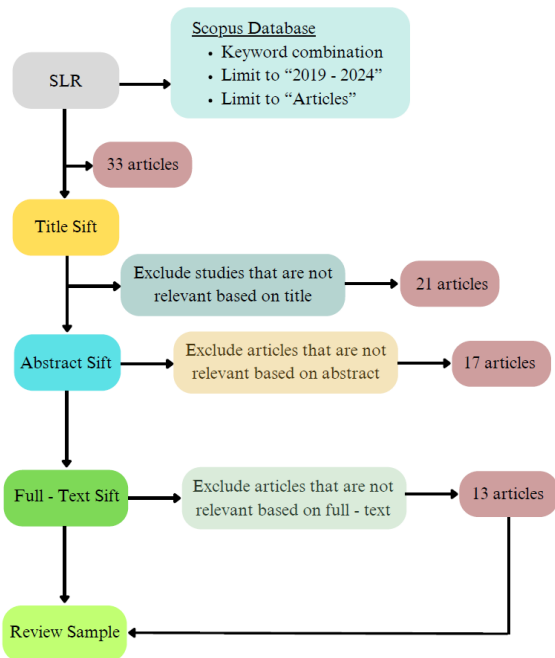 Scopus Database
• Keyword combination
• Limit to “2019 - 2024”
• Limit to “Articles”
SLR
33 articles
Title Sift
Exclude studies that are not
relevant based on title
21 articles
Abstract Sift
Exclude articles that are not
relevant based on abstract
17 articles
Full - Text Sift
Exclude articles that are not
relevant based on full - text
13 articles
Review Sample